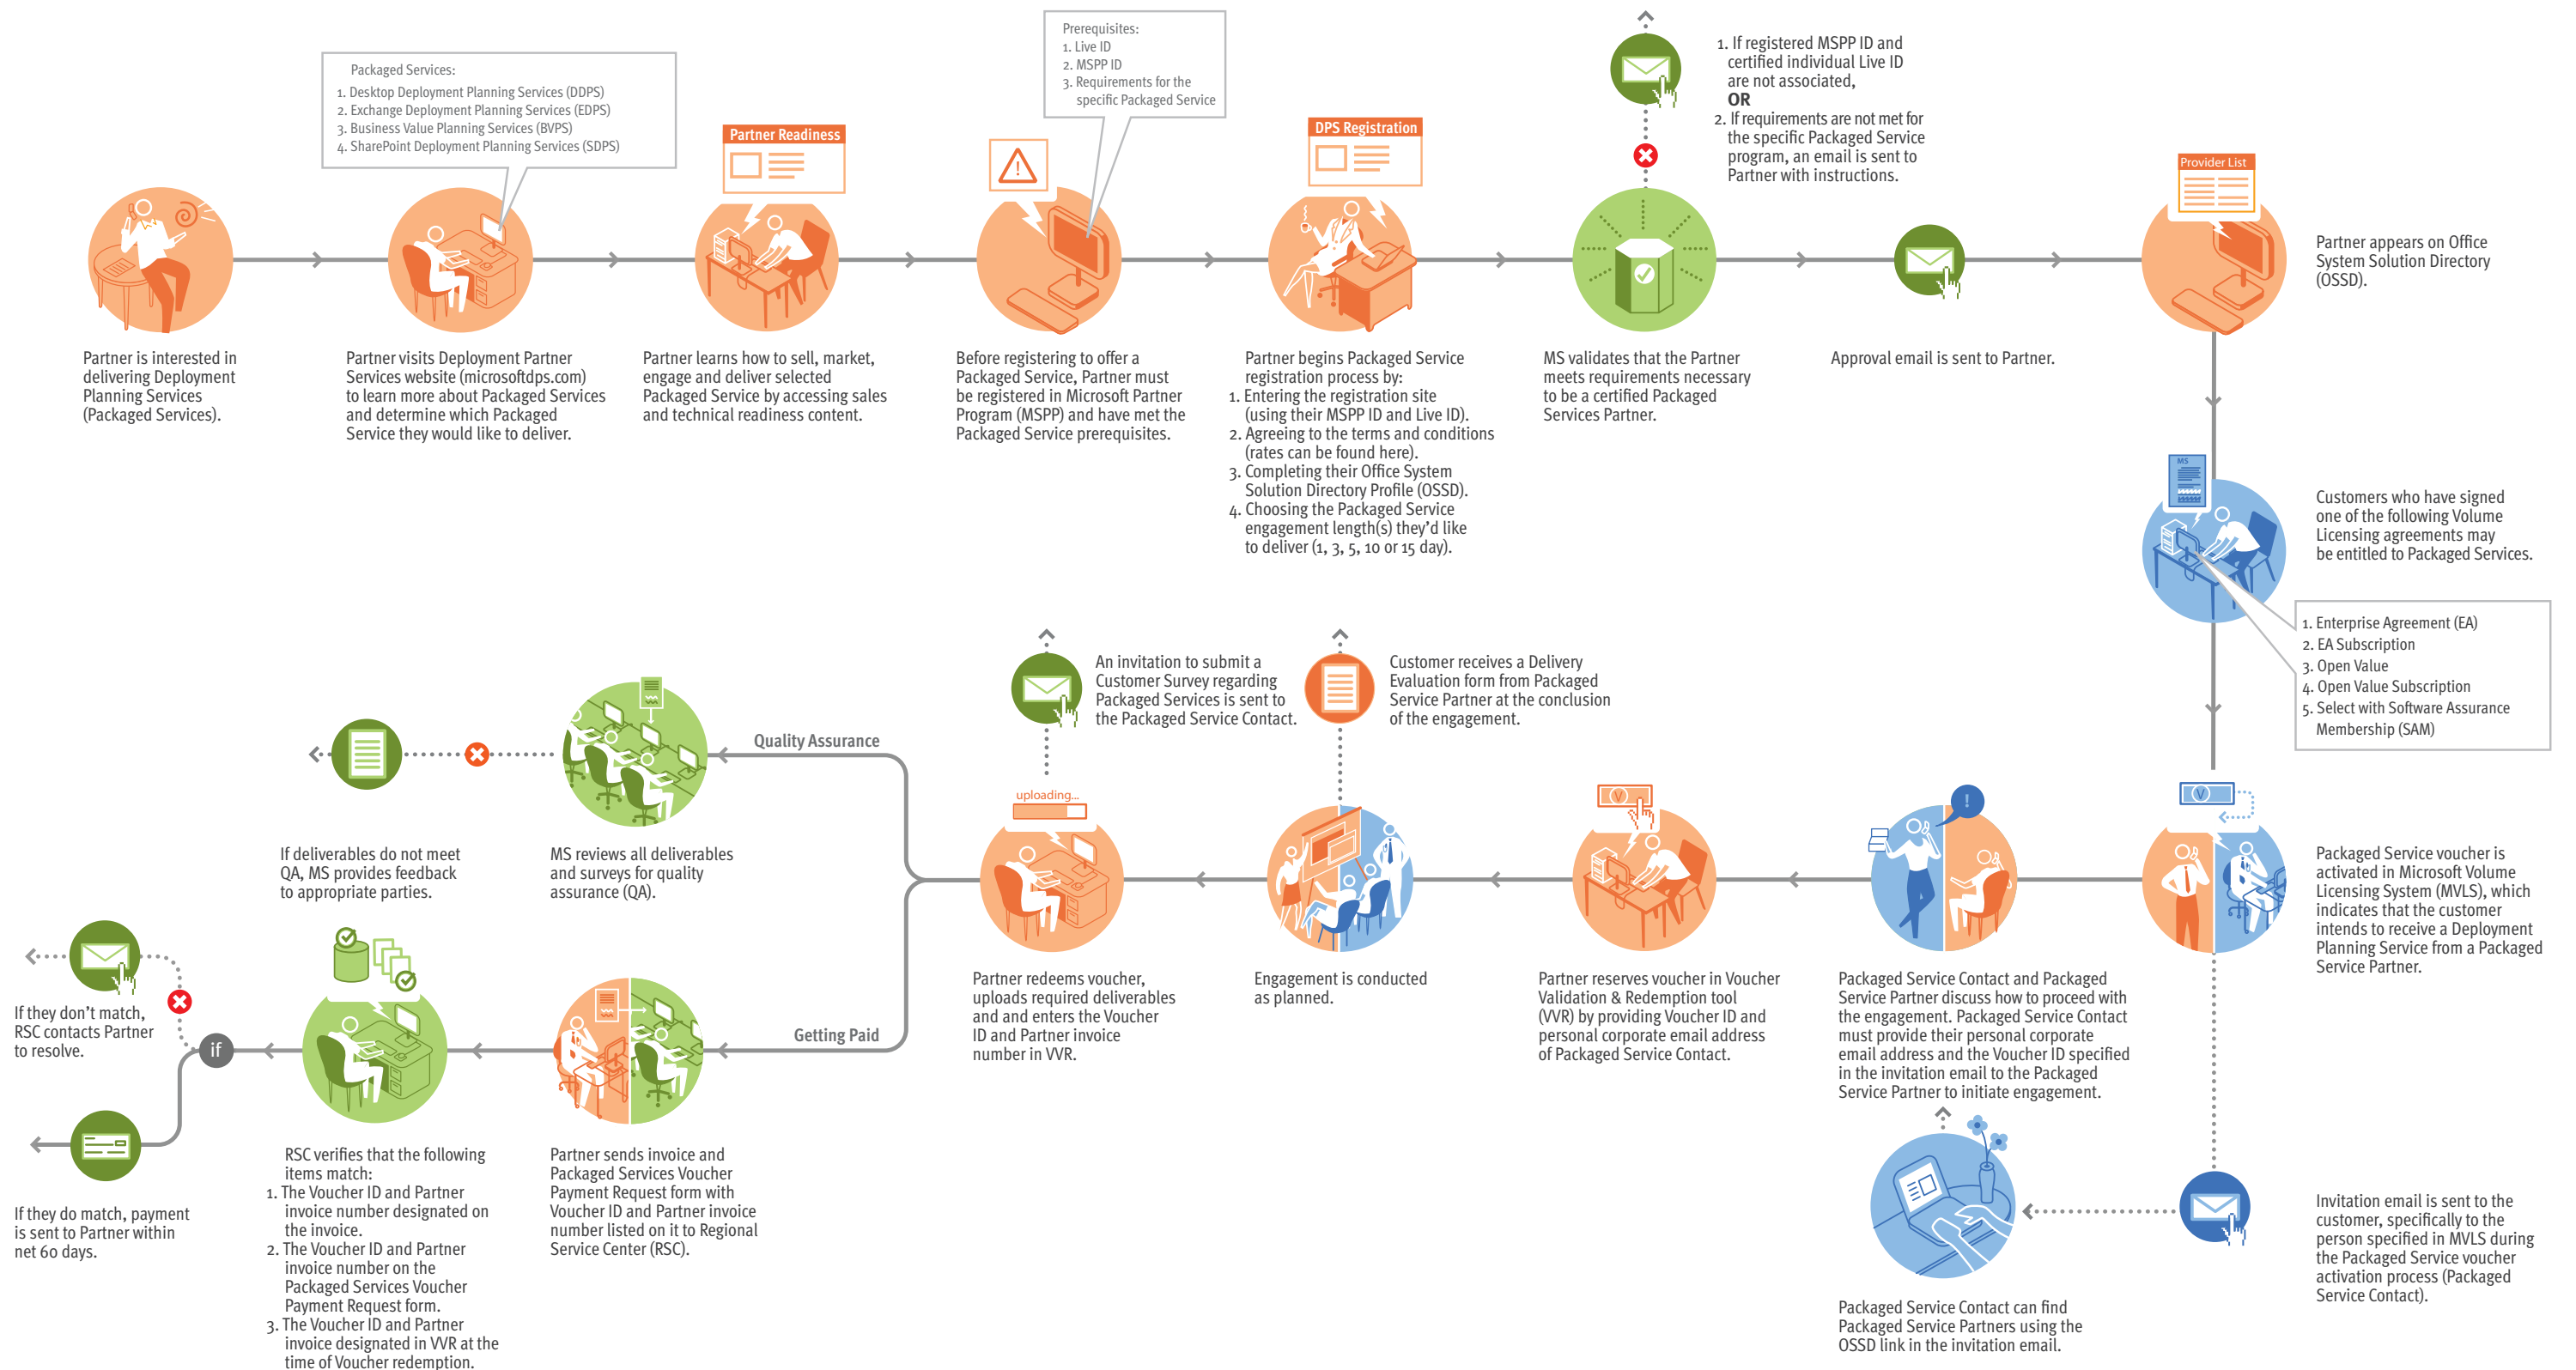 Packaged Services:
1. Desktop Deployment Planning Services (DDPS)
2. Exchange Deployment Planning Services (EDPS)
3. Business Value Planning Services (BVPS)
4. SharePoint Deployment Planning Services (SDPS)
Partner Readiness
Prerequisites:
1. Live ID
2. MSPP ID
3. Requirements for the
specific Packaged Service
DPS Registration
1. If registered MSPP ID and
certified individual Live ID
are not associated,
OR
2. If requirements are not met for
the specific Packaged Service
program, an email is sent to
Partner with instructions.
Provider List
Partner appears on Office
System Solution Directory
(OSSD).
Partner is interested in
delivering Deployment
Planning Services
(Packaged Services).
Partner visits Deployment Partner
Services website (microsoftdps.com)
to learn more about Packaged Services
and determine which Packaged
Service they would like to deliver.
Partner learns how to sell, market,
engage and deliver selected
Packaged Service by accessing sales
and technical readiness content.
Before registering to offer a
Packaged Service, Partner must
be registered in Microsoft Partner
Program (MSPP) and have met the
Packaged Service prerequisites.
Partner begins Packaged Service
registration process by:
1. Entering the registration site
(using their MSPP ID and Live ID).
2. Agreeing to the terms and conditions
(rates can be found here).
3. Completing their Office System
Solution Directory Profile (OSSD).
4. Choosing the Packaged Service
engagement length(s) they'd like
to deliver (1, 3, 5, 10 or 15 day).
MS validates that the Partner
meets requirements necessary
to be a certified Packaged
Services Partner.
Approval email is sent to Partner.
MS
Customers who have signed
one of the following Volume
Licensing agreements may
be entitled to Packaged Services.
1. Enterprise Agreement (EA)
2. EA Subscription
3. Open Value
4. Open Value Subscription
5. Select with Software Assurance
Membership (SAM)
V
Packaged Service voucher is
activated in Microsoft Volume
Licensing System (MVLS), which
indicates that the customer
intends to receive a Deployment
Planning Service from a Packaged
Service Partner.
Invitation email is sent to the
customer, specifically to the
person specified in MVLS during
the Packaged Service voucher
activation process (Packaged
Service Contact).
Packaged Service Contact can find
Packaged Service Partners using the
OSSD link in the invitation email.
!
Packaged Service Contact and Packaged
Service Partner discuss how to proceed with
the engagement. Packaged Service Contact
must provide their personal corporate
email address and the Voucher ID specified
in the invitation email to the Packaged
Service Partner to initiate engagement.
V
Partner reserves voucher in Voucher
Validation & Redemption tool
(VVR) by providing Voucher ID and
personal corporate email address
of Packaged Service Contact.
Customer receives a Delivery
Evaluation form from Packaged
Service Partner at the conclusion
of the engagement.
Engagement is conducted
as planned.
An invitation to submit a
Customer Survey regarding
Packaged Services is sent to
the Packaged Service Contact.
uploading...
Partner redeems voucher,
uploads required deliverables
and and enters the Voucher
ID and Partner invoice
number in VVR.
Quality Assurance
MS reviews all deliverables
and surveys for quality
assurance (QA).
If deliverables do not meet
QA, MS provides feedback
to appropriate parties.
Getting Paid
Partner sends invoice and
Packaged Services Voucher
Payment Request form with
Voucher ID and Partner invoice
number listed on it to Regional
Service Center (RSC).
RSC verifies that the following
items match:
1. The Voucher ID and Partner
invoice number designated on
the invoice.
2. The Voucher ID and Partner
invoice number on the
Packaged Services Voucher
Payment Request form.
3. The Voucher ID and Partner
invoice designated in VVR at the
time of Voucher redemption.
if
If they don't match,
RSC contacts Partner
to resolve.
If they do match, payment
is sent to Partner within
net 60 days.